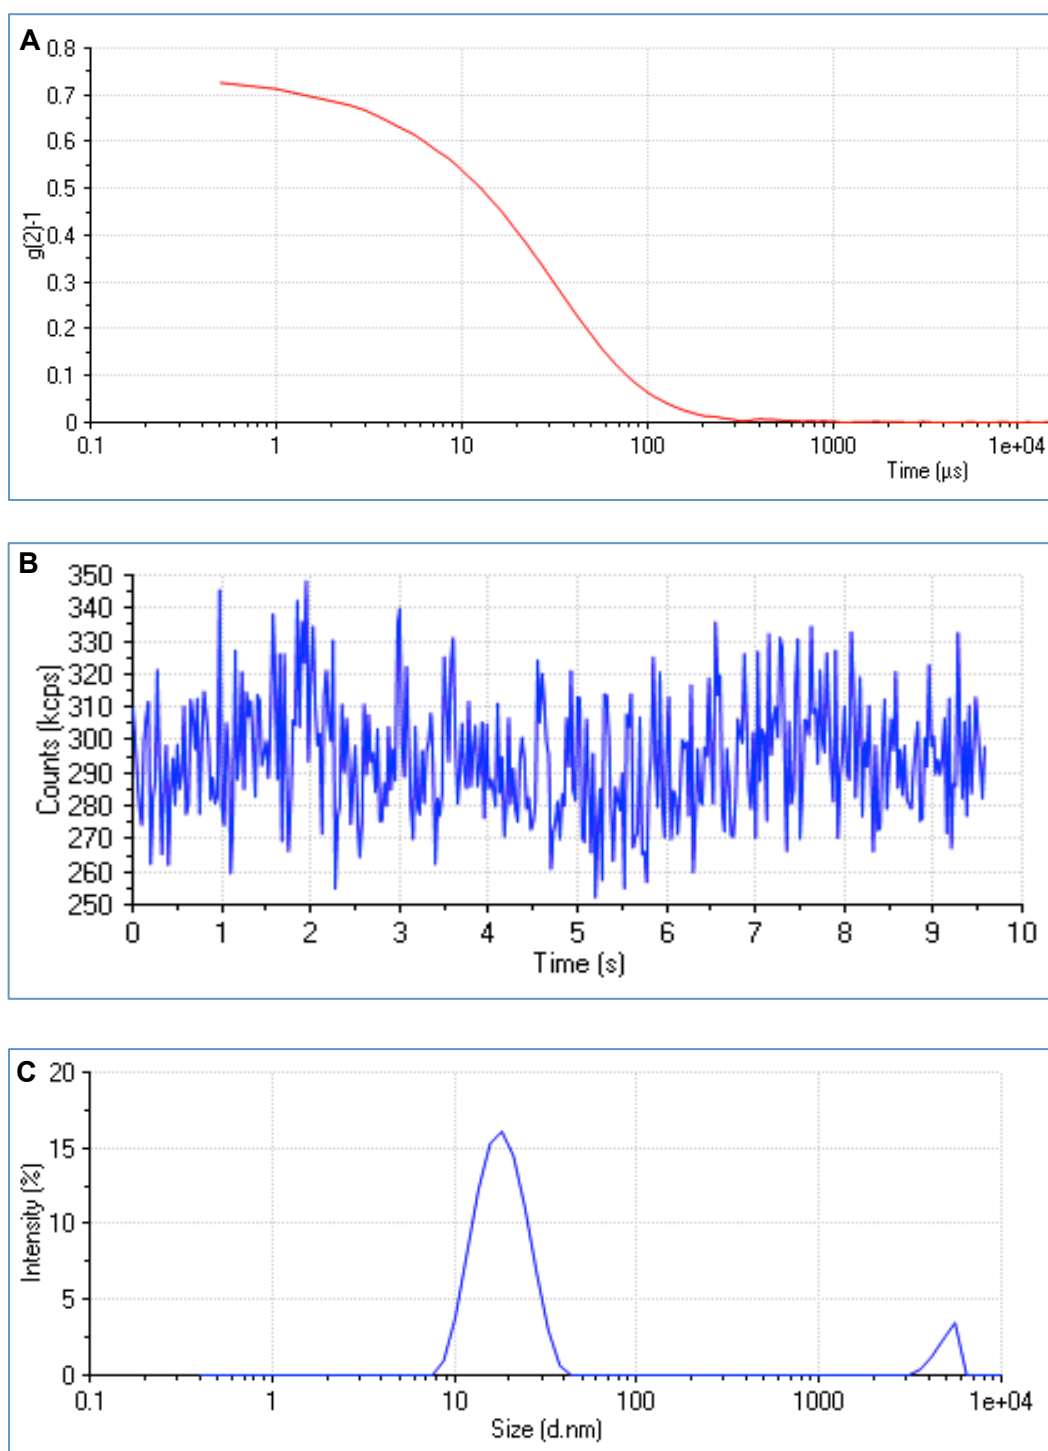 A
0.8
0.7
0.6
0.5
0.4
0.3
0.2
0.1
0
g(2)-1
0.1 1 10 100 1000 1e+04
Time (µs)
B
350
340
330
320
310
300
290
280
270
260
250
Counts (kcps)
0 1 2 3 4 5 6 7 8 9 10
Time (s)
C
20
15
10
5
0
Intensity (%)
0.1 1 10 100 1000 1e+04
Size (d.nm)